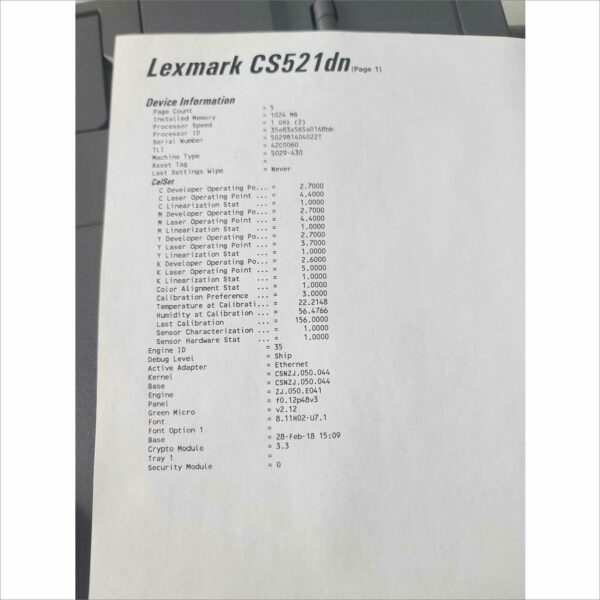 Lexmark CS521dn (Page 1)
Device Information
Page Count = 5
Installed Memory = 1024 MB
Processor Speed = 1 GHz (2)
Processor ID = 35e83a565a0168bb
Serial Number = 5029814040221
TLI = 42C0060
Machine Type = 5029-430
Asset Tag =
Last Settings Wipe = Never
CalSet
C Developer Operating Po... = 2.7000
C Laser Operating Point ... = 4.4000
C Linearization Stat ... = 1.0000
M Developer Operating Po... = 2.7000
M Laser Operating Point ... = 4.4000
M Linearization Stat ... = 1.0000
Y Developer Operating Po... = 2.7000
Y Laser Operating Point ... = 3.7000
Y Linearization Stat ... = 1.0000
K Developer Operating Po... = 2.6000
K Laser Operating Point ... = 5.0000
K Linearization Stat ... = 1.0000
Color Alignment Stat ... = 1.0000
Calibration Preference ... = 3.0000
Temperature at Calibrati... = 22.2148
Humidity at Calibration ... = 56.4766
Last Calibration ... = 156.0000
Sensor Characterization ... = 1.0000
Sensor Hardware Stat ... = 1.0000
Engine ID = 35
Debug Level = Ship
Active Adapter = Ethernet
Kernel = CSNZJ.050.044
Base = CSNZJ.050.044
Engine = ZJ.050.E041
Panel = f0.12p48v3
Green Micro = v2.12
Font = 8.11H02-U7.1
Font Option 1 =
Base = 28-Feb-18 15:09
Crypto Module = 3.3
Tray 1 =
Security Module = 0